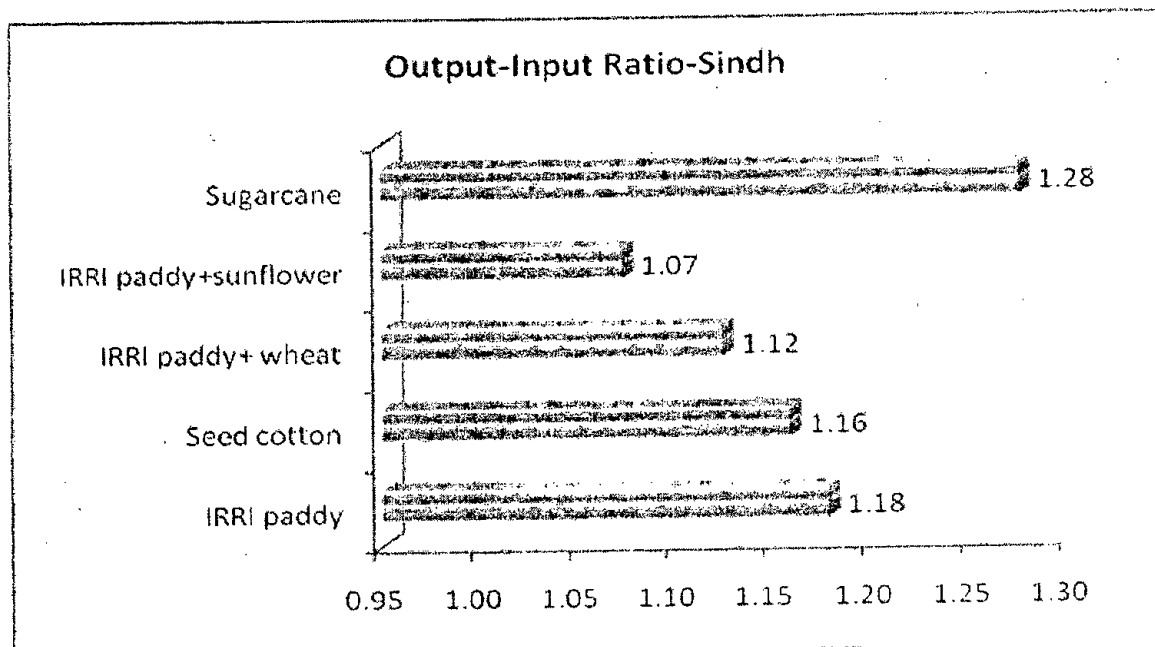 Output-Input Ratio-Sindh
Sugarcane 1.28
IRRI paddy+sunflower 1.07
IRRI paddy+ wheat 1.12
Seed cotton 1.16
IRRI paddy 1.18
0.95 1.00 1.05 1.10 1.15 1.20 1.25 1.30